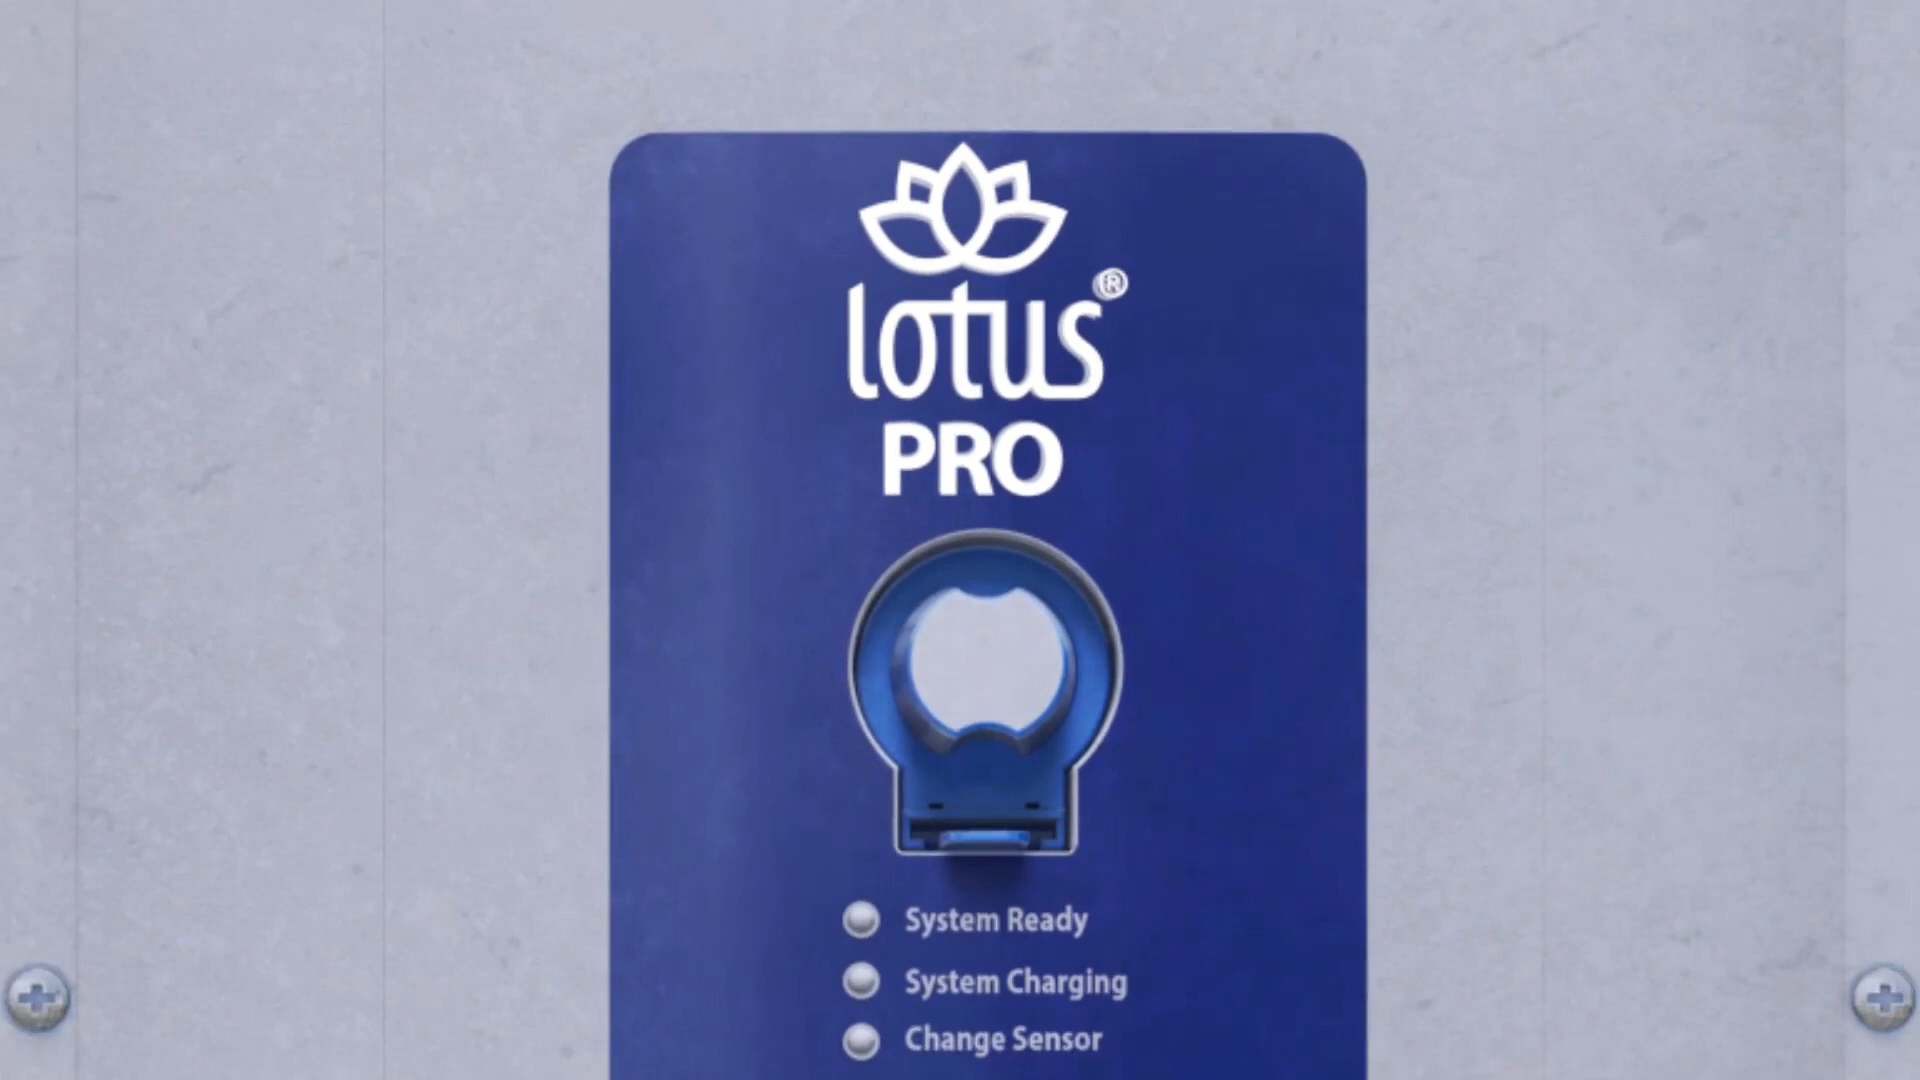 lotus®
PRO
System Ready
System Charging
Change Sensor